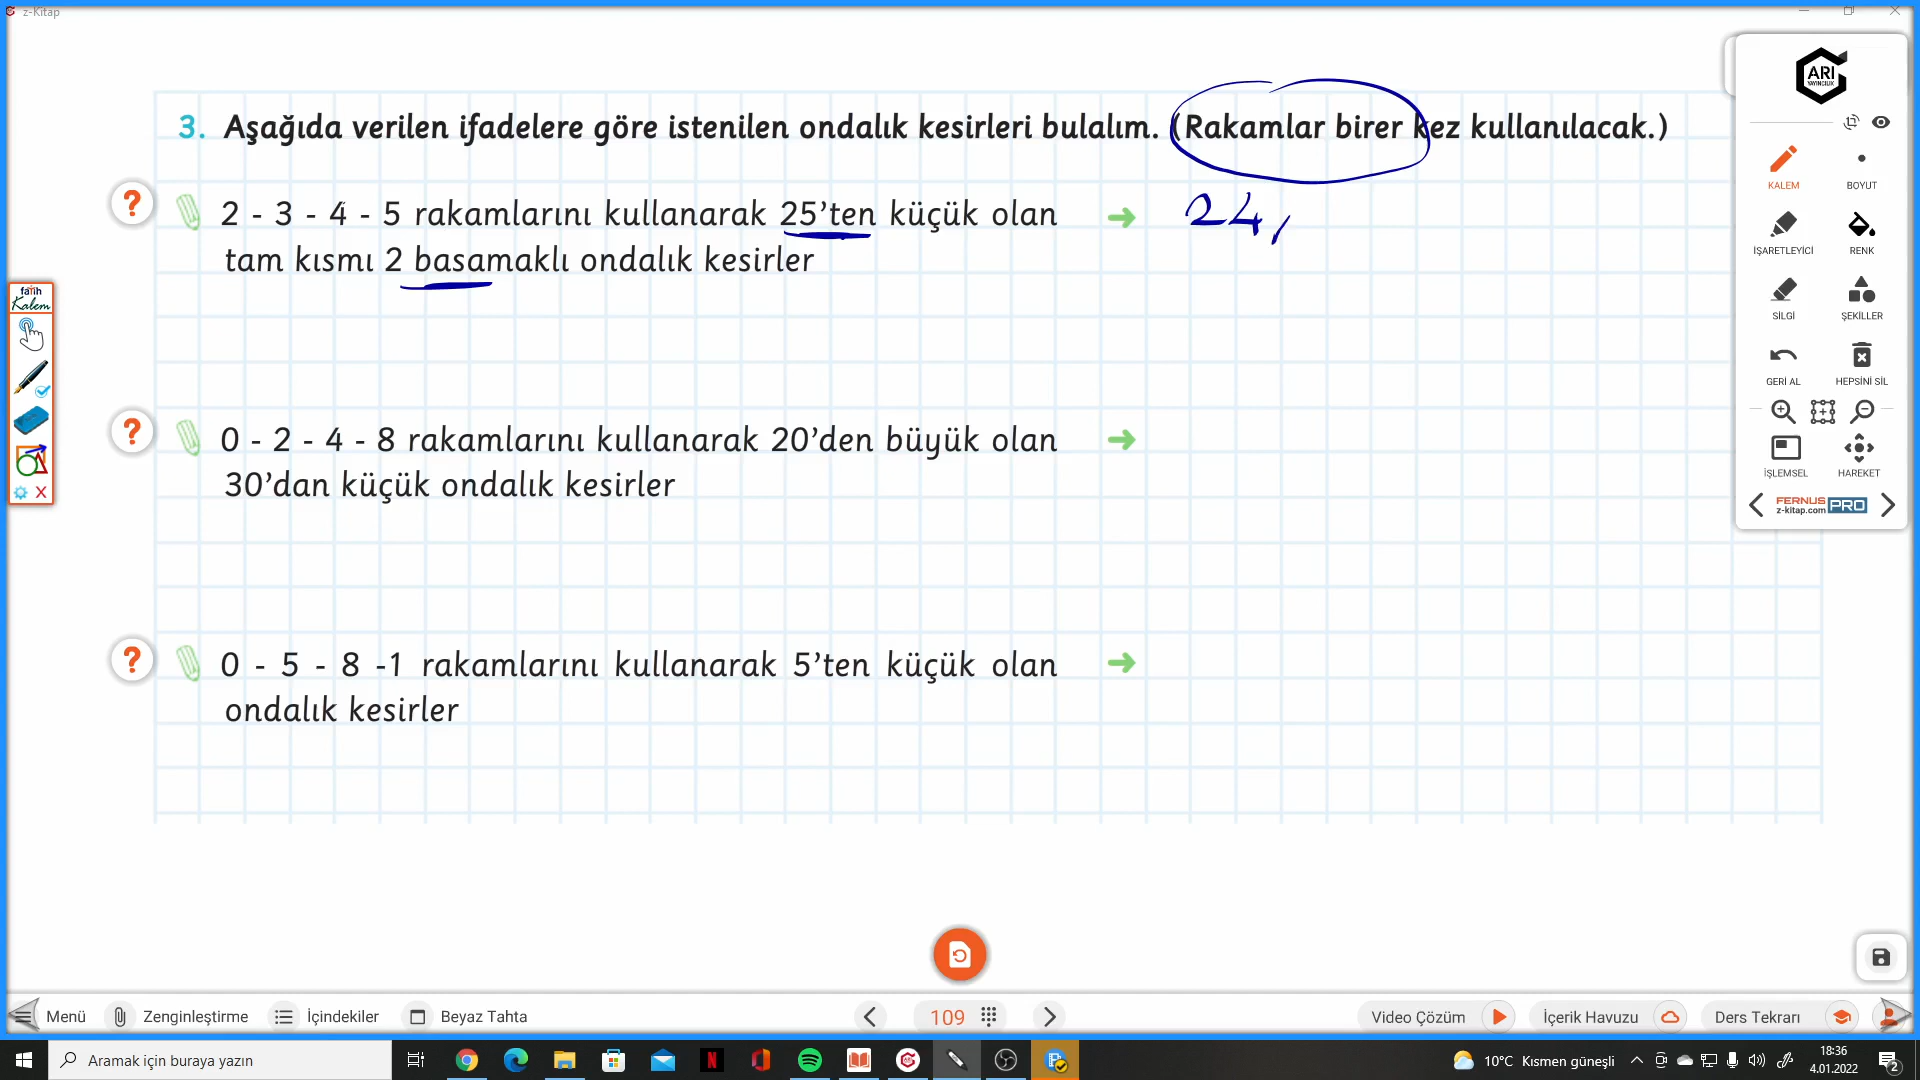 z-Kitap
3. Aşağıda verilen ifadelere göre istenilen ondalık kesirleri bulalım. (Rakamlar birer kez kullanılacak.)
2 - 3 - 4 - 5 rakamlarını kullanarak 25'ten küçük olan
tam kısmı 2 basamaklı ondalık kesirler
24,
0 - 2 - 4 - 8 rakamlarını kullanarak 20'den büyük olan
30'dan küçük ondalık kesirler
0 - 5 - 8 -1 rakamlarını kullanarak 5'ten küçük olan
ondalık kesirler
fatih
Kalem
ARI
YAYINCILIK
KALEM
BOYUT
İŞARETLEYİCİ
RENK
SİLGİ
ŞEKİLLER
GERİ AL
HEPSİNİ SİL
İŞLEMSEL
HAREKET
FERNUS
z-kitap.com
PRO
Menü
Zenginleştirme
İçindekiler
Beyaz Tahta
109
Video Çözüm
İçerik Havuzu
Ders Tekrarı
Aramak için buraya yazın
10°C Kısmen güneşli
18:36
4.01.2022
2